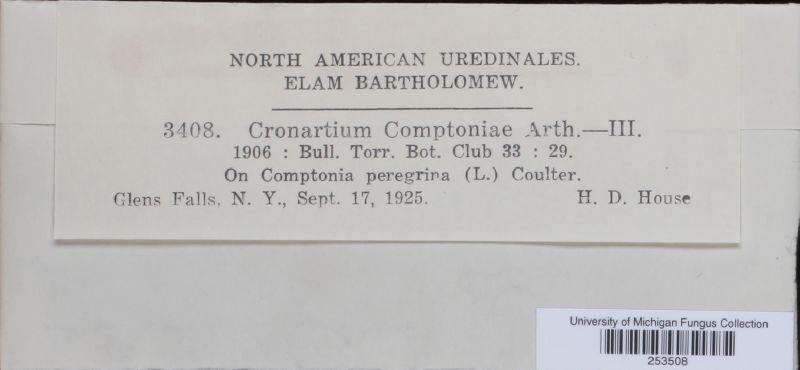 NORTH AMERICAN UREDINALES.
ELAM BARTHOLOMEW.
3408. Cronartium Comptoniae Arth.—III.
1906 : Bull. Torr. Bot. Club 33 : 29.
On Comptonia peregrina (L.) Coulter.
Glens Falls, N. Y., Sept. 17, 1925. H. D. House
University of Michigan Fungus Collection
253508